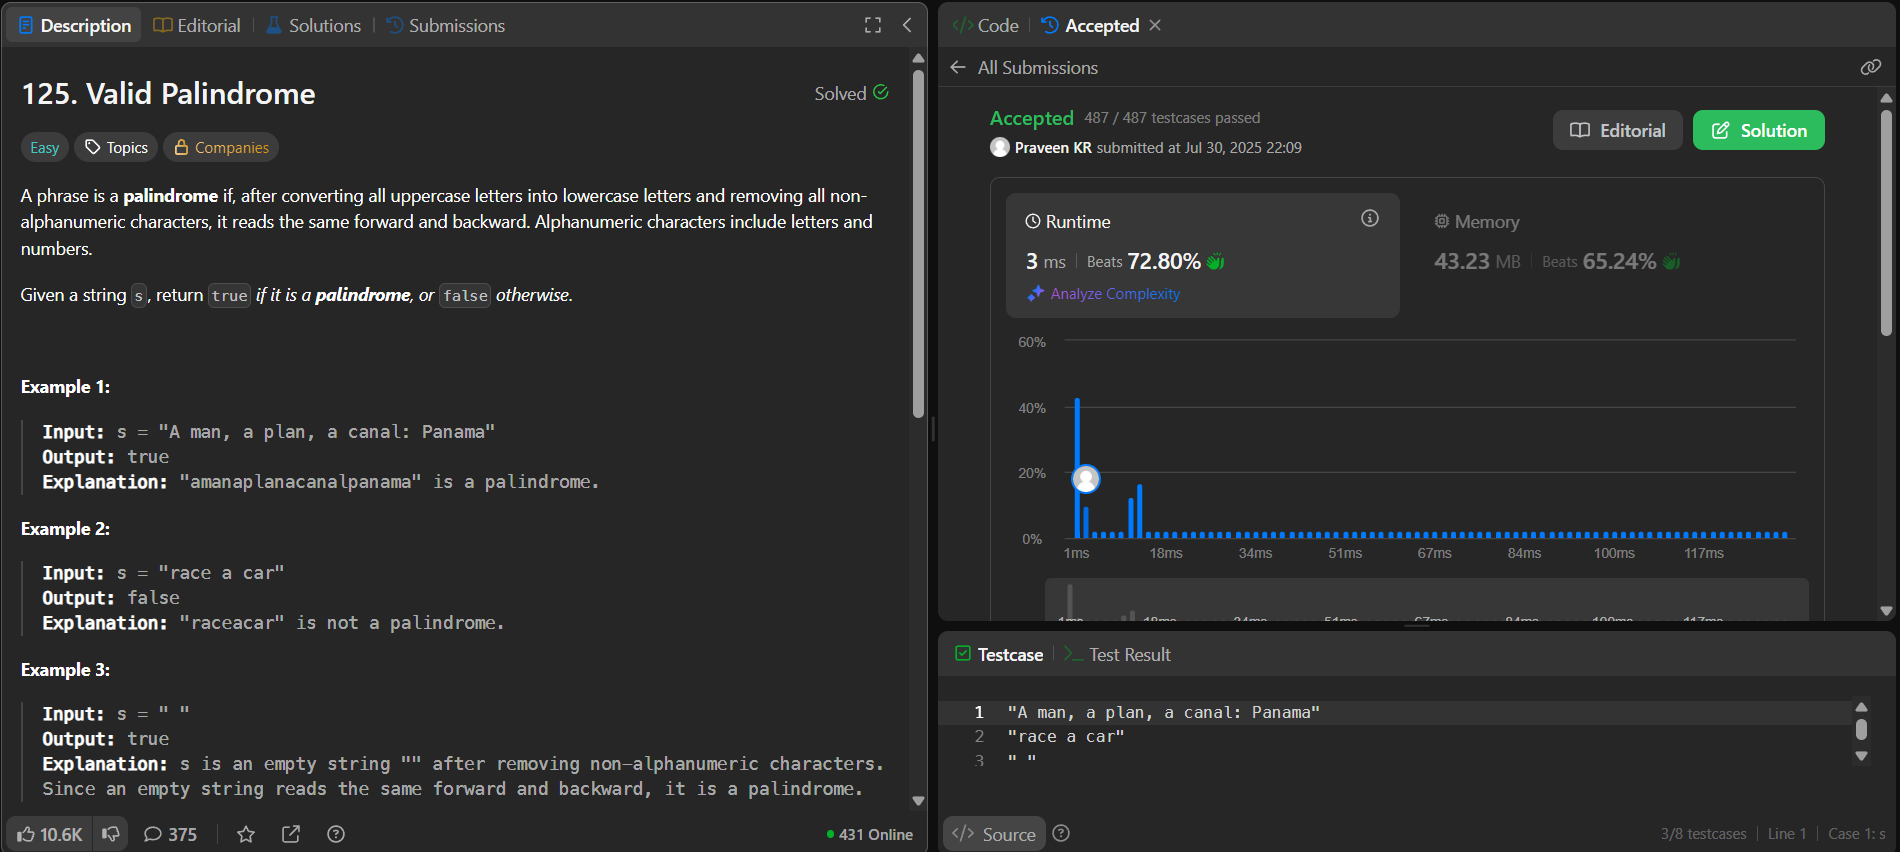 Description
Editorial
Solutions
Submissions
125. Valid Palindrome
Solved
Easy
Topics
Companies
A phrase is a palindrome if, after converting all uppercase letters into lowercase letters and removing all non-
alphanumeric characters, it reads the same forward and backward. Alphanumeric characters include letters and
numbers.
Given a string s, return true if it is a palindrome, or false otherwise.
Example 1:
Input: s = "A man, a plan, a canal: Panama"
Output: true
Explanation: "amanaplanacanalpanama" is a palindrome.
Example 2:
Input: s = "race a car"
Output: false
Explanation: "raceacar" is not a palindrome.
Example 3:
Input: s = " "
Output: true
Explanation: s is an empty string "" after removing non-alphanumeric characters.
Since an empty string reads the same forward and backward, it is a palindrome.
10.6K
375
431 Online
Code
Accepted
All Submissions
Accepted 487 / 487 testcases passed
Praveen KR submitted at Jul 30, 2025 22:09
Editorial
Solution
Runtime
3 ms Beats 72.80%
Analyze Complexity
Memory
43.23 MB Beats 65.24%
60%
40%
20%
0%
1ms 18ms 34ms 51ms 67ms 84ms 100ms 117ms
1ms 18ms 34ms 51ms 67ms 84ms 100ms 117ms
Testcase
Test Result
1 "A man, a plan, a canal: Panama"
2 "race a car"
3 " "
</> Source
3/8 testcases Line 1 Case 1: s